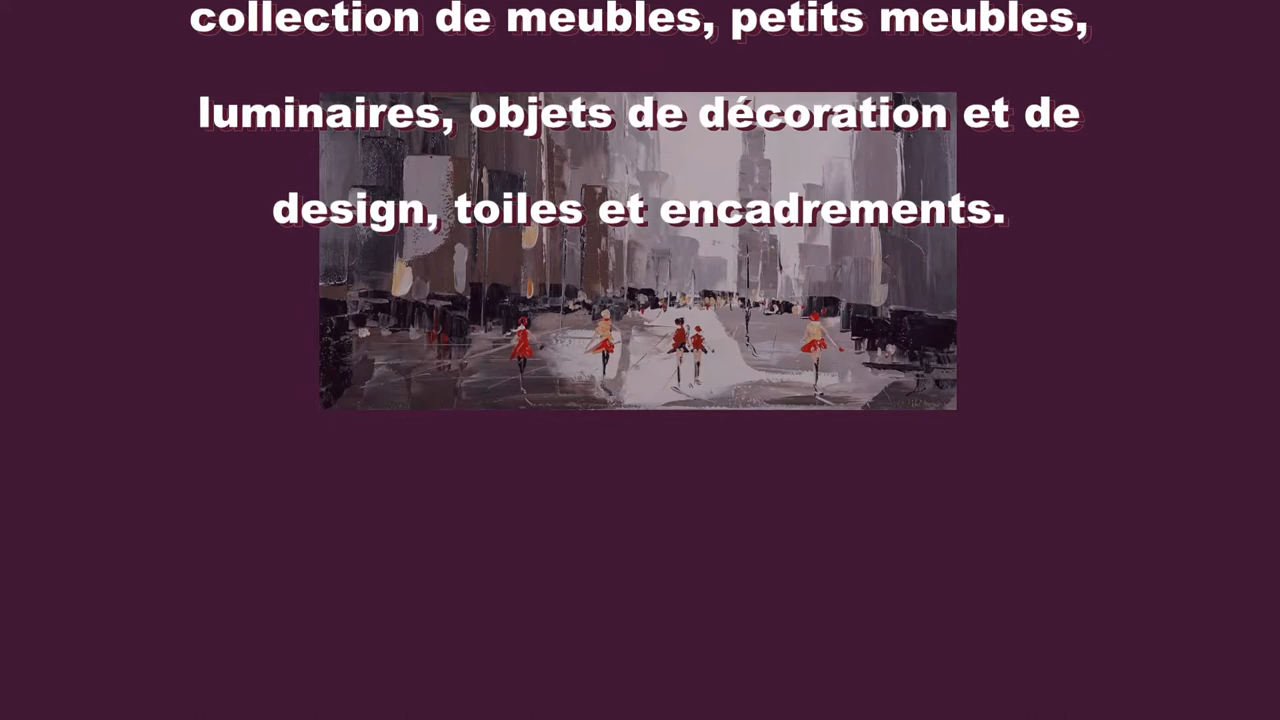 collection de meubles, petits meubles,
luminaires, objets de décoration et de
design, toiles et encadrements.